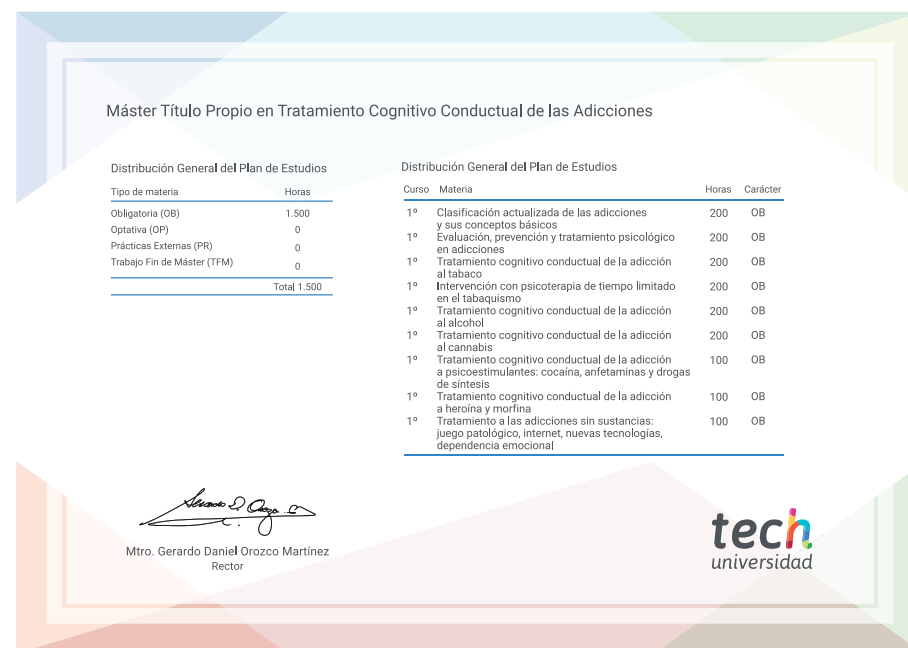 Máster Título Propio en Tratamiento Cognitivo Conductual de las Adicciones
Distribución General del Plan de Estudios
Tipo de materia Horas
Obligatoria (OB) 1.500
Optativa (OP) 0
Prácticas Externas (PR) 0
Trabajo Fin de Máster (TFM) 0
Total 1.500
Distribución General del Plan de Estudios
Curso Materia Horas Carácter
1º Clasificación actualizada de las adicciones 200 OB
y sus conceptos básicos
1º Evaluación, prevención y tratamiento psicológico 200 OB
en adicciones
1º Tratamiento cognitivo conductual de la adicción 200 OB
al tabaco
1º Intervención con psicoterapia de tiempo limitado 200 OB
en el tabaquismo
1º Tratamiento cognitivo conductual de la adicción 200 OB
al alcohol
1º Tratamiento cognitivo conductual de la adicción 200 OB
al cannabis
1º Tratamiento cognitivo conductual de la adicción 100 OB
a psicoestimulantes: cocaína, anfetaminas y drogas
de síntesis
1º Tratamiento cognitivo conductual de la adicción 100 OB
a heroína y morfina
1º Tratamiento a las adicciones sin sustancias: 100 OB
juego patológico, internet, nuevas tecnologías,
dependencia emocional
Mtro. Gerardo Daniel Orozco Martínez
Rector
tech
universidad